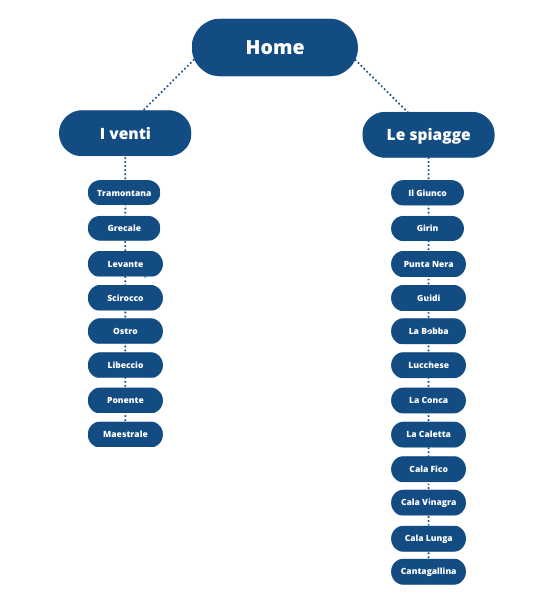 Home
I venti
Le spiagge
Tramontana
Grecale
Levante
Scirocco
Ostro
Libeccio
Ponente
Maestrale
Il Giunco
Girin
Punta Nera
Guidi
La Bobba
Lucchese
La Conca
La Caletta
Cala Fico
Cala Vinagra
Cala Lunga
Cantagallina